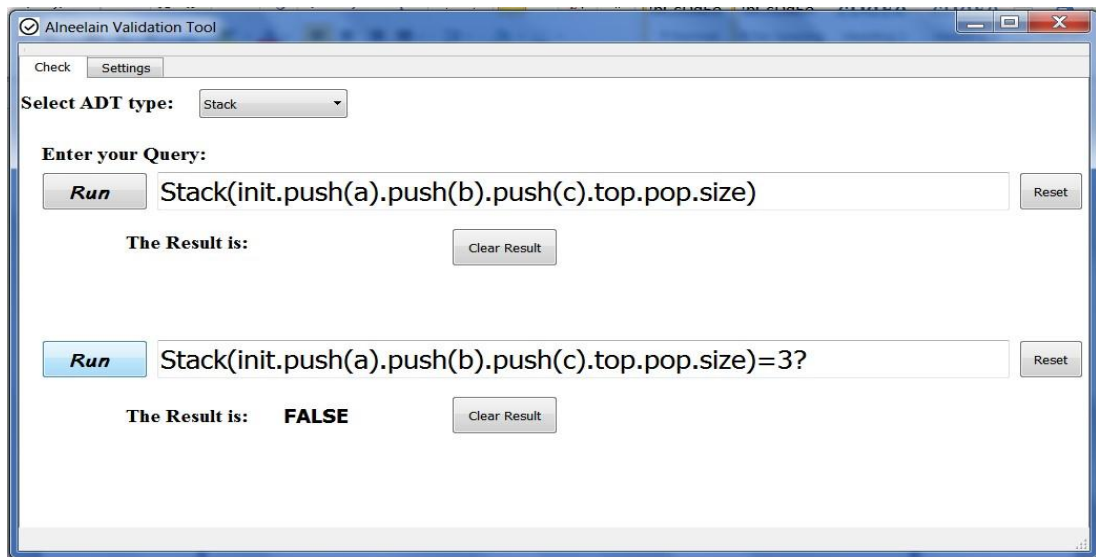 Alneelain Validation Tool
Check Settings
Select ADT type: Stack
Enter your Query:
Run Stack(init.push(a).push(b).push(c).top.pop.size) Reset
The Result is: Clear Result
Run Stack(init.push(a).push(b).push(c).top.pop.size)=3? Reset
The Result is: FALSE Clear Result